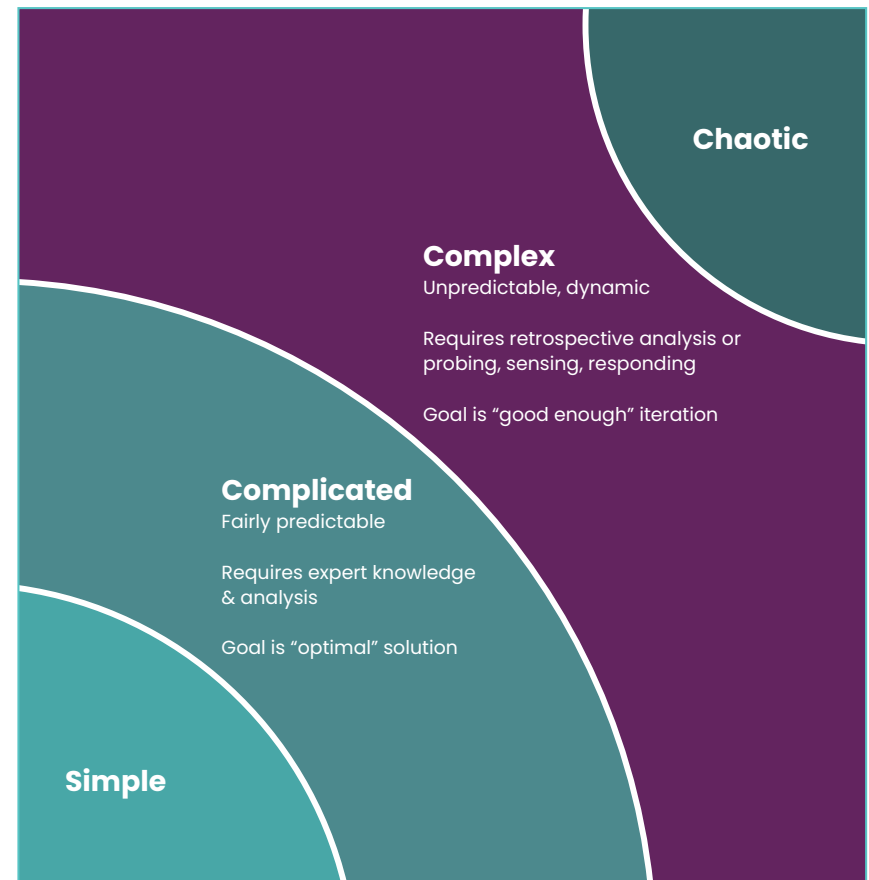 Chaotic
Complex
Unpredictable, dynamic
Requires retrospective analysis or
probing, sensing, responding
Goal is “good enough” iteration
Complicated
Fairly predictable
Requires expert knowledge
& analysis
Goal is “optimal” solution
Simple